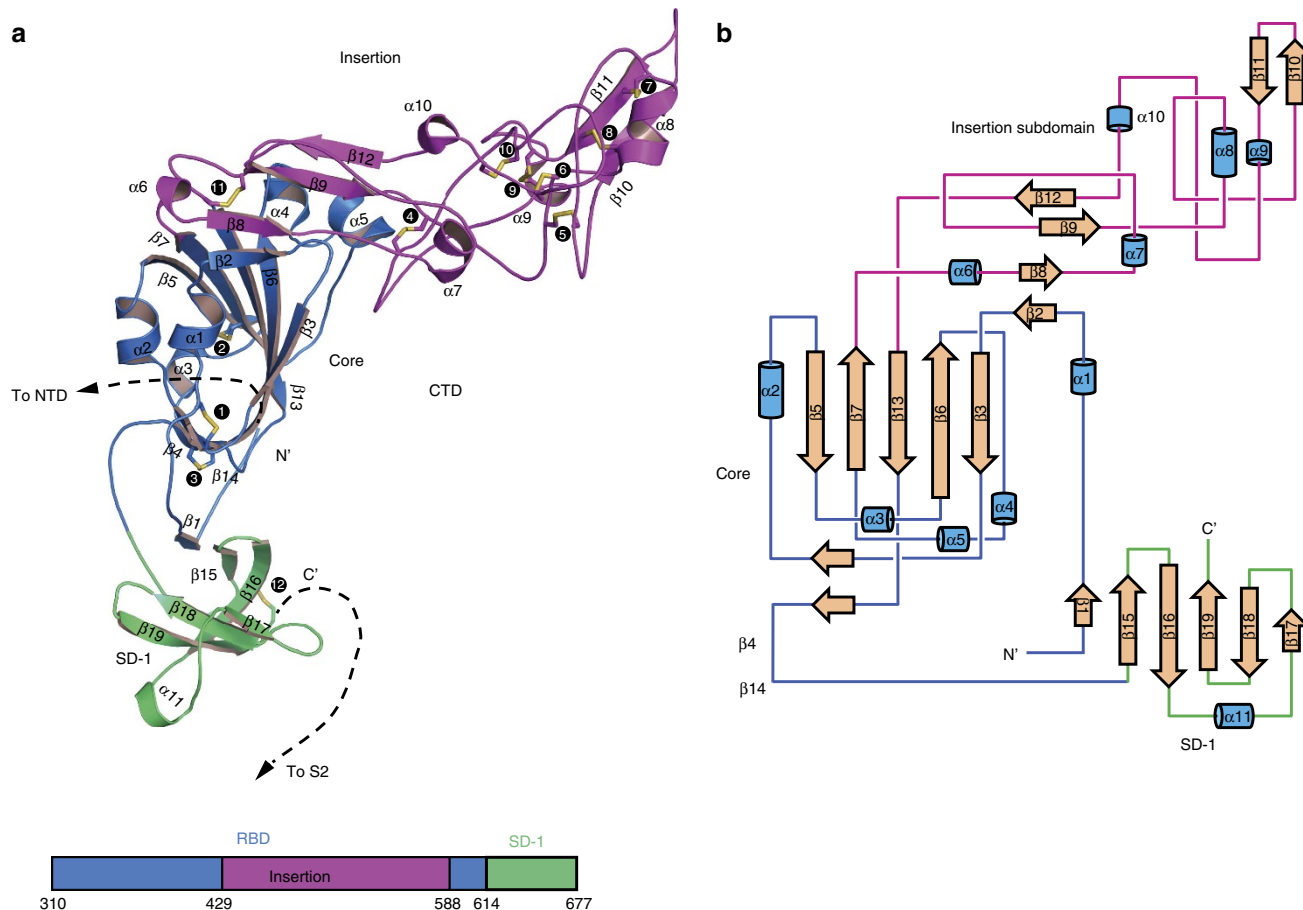 a
Insertion
α10
β11
7
α8
8
10
β12
6
α6
11
β9
9
β10
α4
α5
4
α9
5
β8
β7
β2
β6
α7
β5
β3
α1
α2
2
Core
α3
To NTD
CTD
β13
1
β4
N'
3
β14
β1
β15
β16
12
C'
β18
β17
β19
SD-1
α11
To S2
RBD
SD-1
Insertion
310
429
588
614
677
b
β11
β10
Insertion subdomain
α10
α8
α9
β12
β9
α7
α6
β8
β2
α2
α1
β5
β7
β13
β6
β3
Core
α3
α4
α5
C'
β1
β15
β16
β19
β18
β17
β4
N'
β14
α11
SD-1